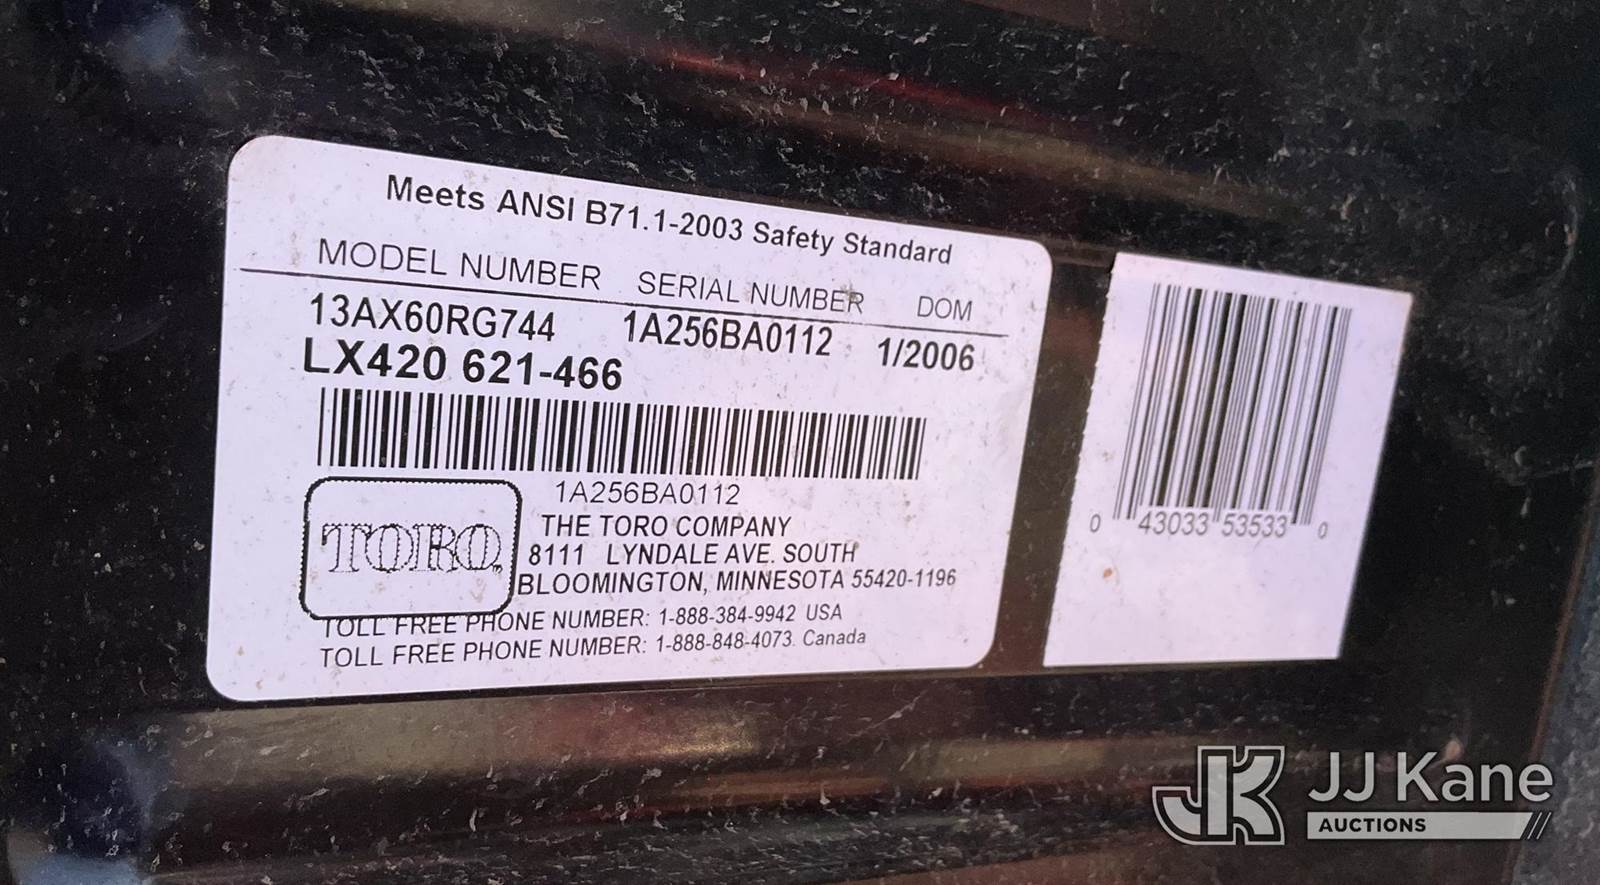 Meets ANSI B71.1-2003 Safety Standard
MODEL NUMBER SERIAL NUMBER DOM
13AX60RG744 1A256BA0112 1/2006
LX420 621-466
1A256BA0112
TORO
THE TORO COMPANY
8111 LYNDALE AVE. SOUTH
BLOOMINGTON, MINNESOTA 55420-1196
TOLL FREE PHONE NUMBER: 1-888-384-9942 USA
TOLL FREE PHONE NUMBER: 1-888-848-4073 Canada
0 43033 53533 0
JK JJ Kane
AUCTIONS